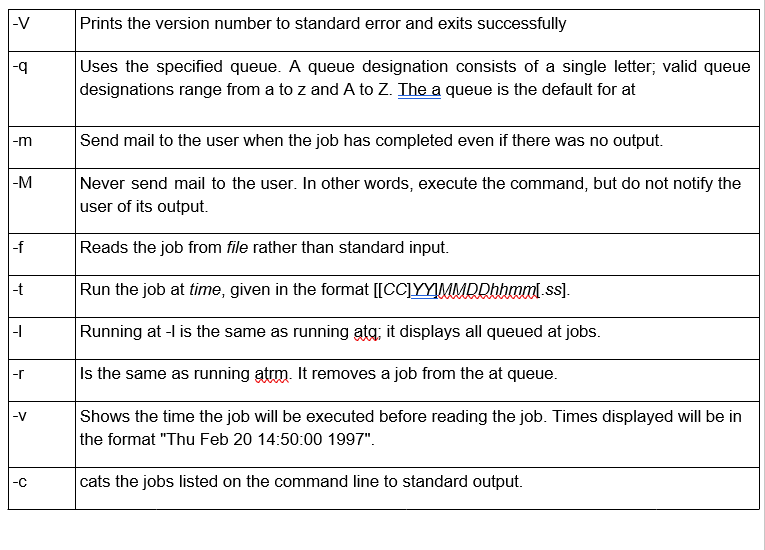 -V Prints the version number to standard error and exits successfully
-q Uses the specified queue. A queue designation consists of a single letter; valid queue
designations range from a to z and A to Z. The a queue is the default for at
-m Send mail to the user when the job has completed even if there was no output.
-M Never send mail to the user. In other words, execute the command, but do not notify the
user of its output.
-f Reads the job from file rather than standard input.
-t Run the job at time, given in the format [[CC]YY]MMDDhhmm[.ss].
-l Running at -l is the same as running atq; it displays all queued at jobs.
-r Is the same as running atrm. It removes a job from the at queue.
-v Shows the time the job will be executed before reading the job. Times displayed will be in
the format "Thu Feb 20 14:50:00 1997".
-c cats the jobs listed on the command line to standard output.